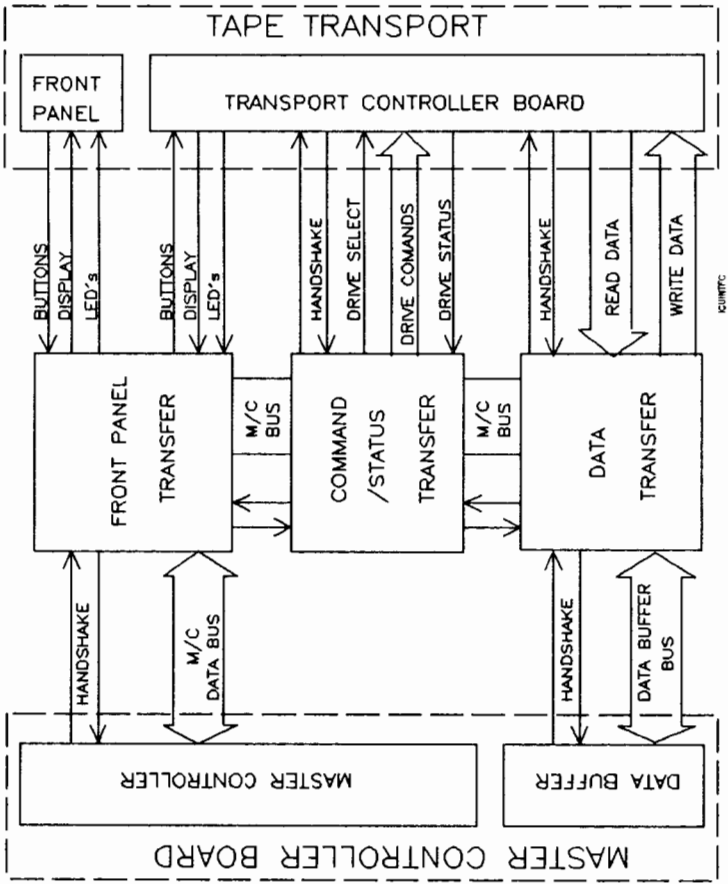 TAPE TRANSPORT
FRONT
PANEL
TRANSPORT CONTROLLER BOARD
BUTTONS
DISPLAY
LED's
BUTTONS
DISPLAY
LED's
HANDSHAKE
DRIVE SELECT
DRIVE COMANDS
DRIVE STATUS
HANDSHAKE
READ DATA
WRITE DATA
FRONT PANEL
TRANSFER
M/C
BUS
COMMAND
/STATUS
TRANSFER
M/C
BUS
DATA
TRANSFER
HANDSHAKE
M/C
DATA BUS
HANDSHAKE
DATA BUFFER
BUS
MASTER CONTROLLER
DATA BUFFER
MASTER CONTROLLER BOARD